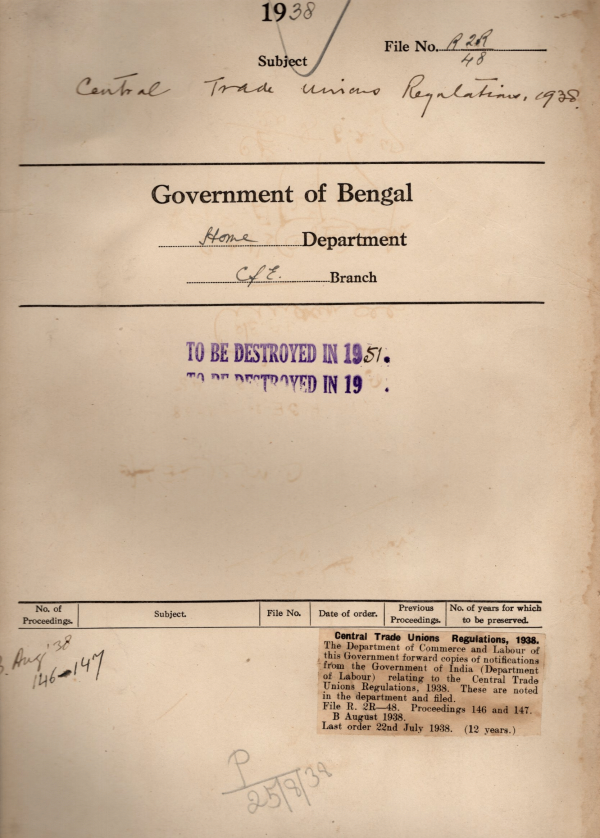 1938
File No. R 2R
48
Subject
Central Trade Unions Regulations, 1938.
Government of Bengal
Home Department
C & E. Branch
TO BE DESTROYED IN 1951.
TO BE DESTROYED IN 19 .
No. of Proceedings. Subject. File No. Date of order. Previous Proceedings. No. of years for which to be preserved.
B. Aug '38
146-147
Central Trade Unions Regulations, 1938.
The Department of Commerce and Labour of
this Government forward copies of notifications
from the Government of India (Department
of Labour) relating to the Central Trade
Unions Regulations, 1938. These are noted
in the department and filed.
File R. 2R—48. Proceedings 146 and 147.
B August 1938.
Last order 22nd July 1938. (12 years.)
P
25/8/38